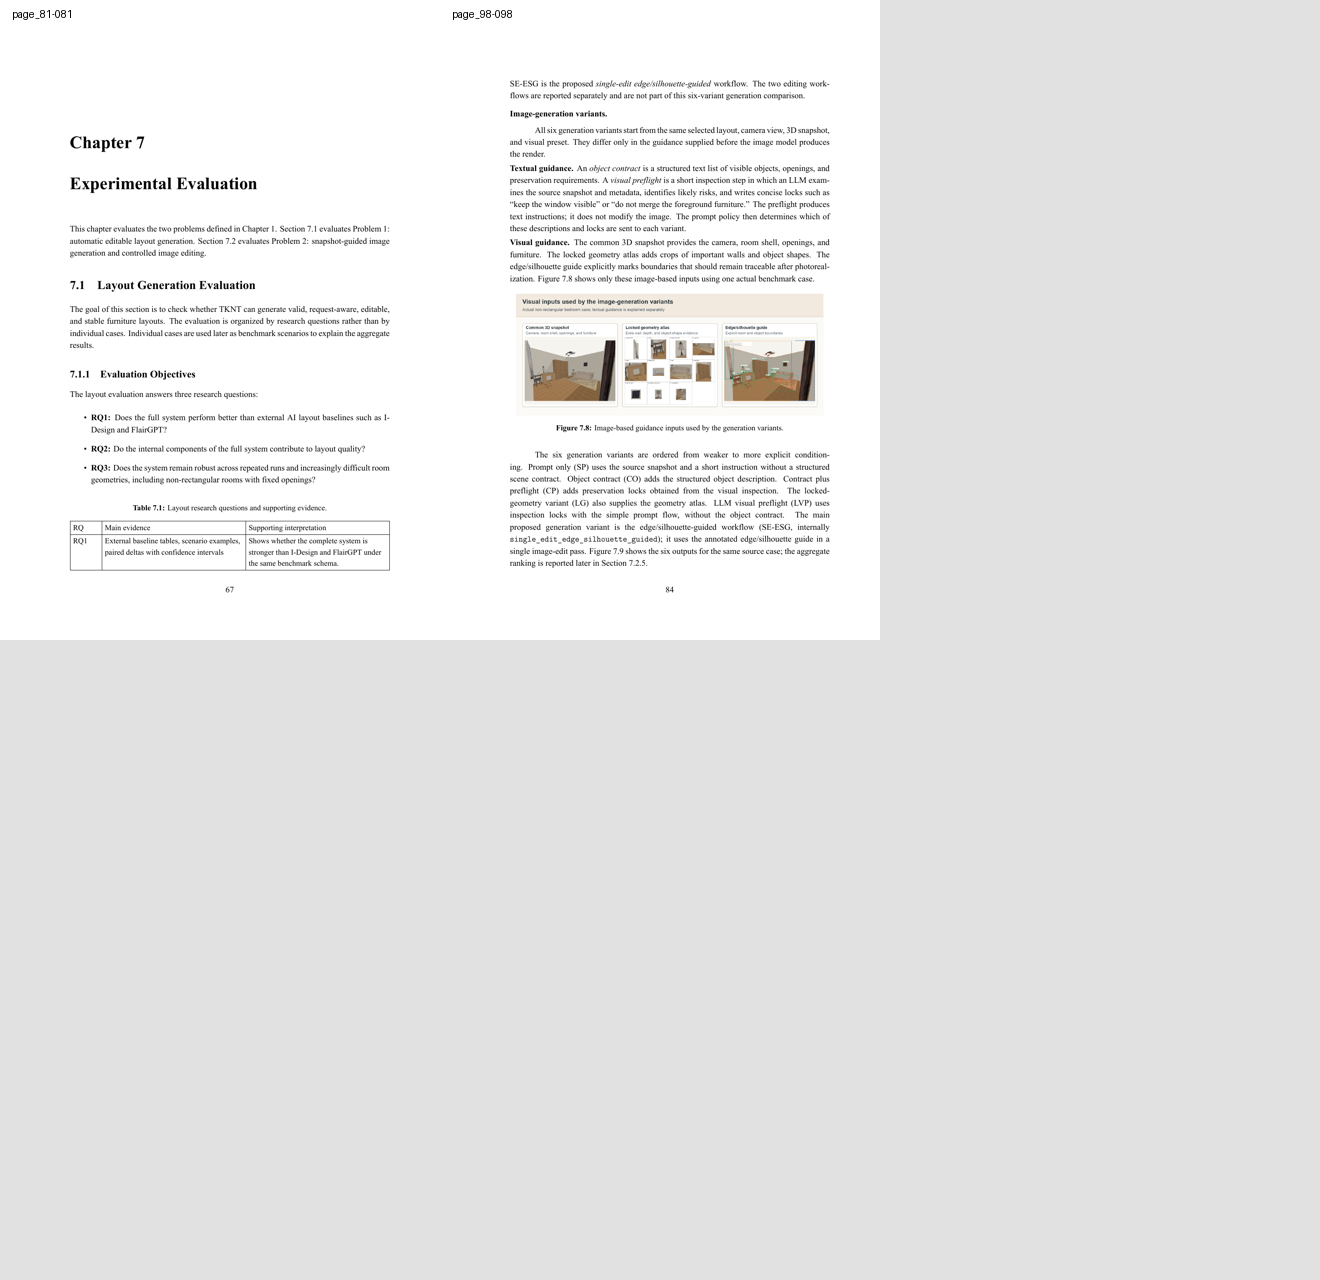 page_81-081
Chapter 7
Experimental Evaluation
This chapter evaluates the two problems defined in Chapter 1. Section 7.1 evaluates Problem 1:
automatic editable layout generation. Section 7.2 evaluates Problem 2: snapshot-guided image
generation and controlled image editing.
7.1 Layout Generation Evaluation
The goal of this section is to check whether TKNT can generate valid, request-aware, editable,
and stable furniture layouts. The evaluation is organized by research questions rather than by
individual cases. Individual cases are used later as benchmark scenarios to explain the aggregate
results.
7.1.1 Evaluation Objectives
The layout evaluation answers three research questions:
• RQ1: Does the full system perform better than external AI layout baselines such as I-
Design and FlairGPT?
• RQ2: Do the internal components of the full system contribute to layout quality?
• RQ3: Does the system remain robust across repeated runs and increasingly difficult room
geometries, including non-rectangular rooms with fixed openings?
Table 7.1: Layout research questions and supporting evidence.
RQ Main evidence Supporting interpretation
RQ1 External baseline tables, scenario examples, Shows whether the complete system is
paired deltas with confidence intervals stronger than I-Design and FlairGPT under
the same benchmark schema.
67
page_98-098
SE-ESG is the proposed single-edit edge/silhouette-guided workflow. The two editing work-
flows are reported separately and are not part of this six-variant generation comparison.
Image-generation variants.
All six generation variants start from the same selected layout, camera view, 3D snapshot,
and visual preset. They differ only in the guidance supplied before the image model produces
the render.
Textual guidance. An object contract is a structured text list of visible objects, openings, and
preservation requirements. A visual preflight is a short inspection step in which an LLM exam-
ines the source snapshot and metadata, identifies likely risks, and writes concise locks such as
“keep the window visible” or “do not merge the foreground furniture.” The preflight produces
text instructions; it does not modify the image. The prompt policy then determines which of
these descriptions and locks are sent to each variant.
Visual guidance. The common 3D snapshot provides the camera, room shell, openings, and
furniture. The locked geometry atlas adds crops of important walls and object shapes. The
edge/silhouette guide explicitly marks boundaries that should remain traceable after photoreal-
ization. Figure 7.8 shows only these image-based inputs using one actual benchmark case.
Visual inputs used by the image-generation variants
Actual non-rectangular bedroom case; textual guidance is explained separately
Common 3D snapshot
Camera, room shell, openings, and furniture
Locked geometry atlas
Extra wall, depth, and object-shape evidence
Edge/silhouette guide
Explicit room and object boundaries
Figure 7.8: Image-based guidance inputs used by the generation variants.
The six generation variants are ordered from weaker to more explicit condition-
ing. Prompt only (SP) uses the source snapshot and a short instruction without a structured
scene contract. Object contract (CO) adds the structured object description. Contract plus
preflight (CP) adds preservation locks obtained from the visual inspection. The locked-
geometry variant (LG) also supplies the geometry atlas. LLM visual preflight (LVP) uses
inspection locks with the simple prompt flow, without the object contract. The main
proposed generation variant is the edge/silhouette-guided workflow (SE-ESG, internally
single_edit_edge_silhouette_guided); it uses the annotated edge/silhouette guide in a
single image-edit pass. Figure 7.9 shows the six outputs for the same source case; the aggregate
ranking is reported later in Section 7.2.5.
84